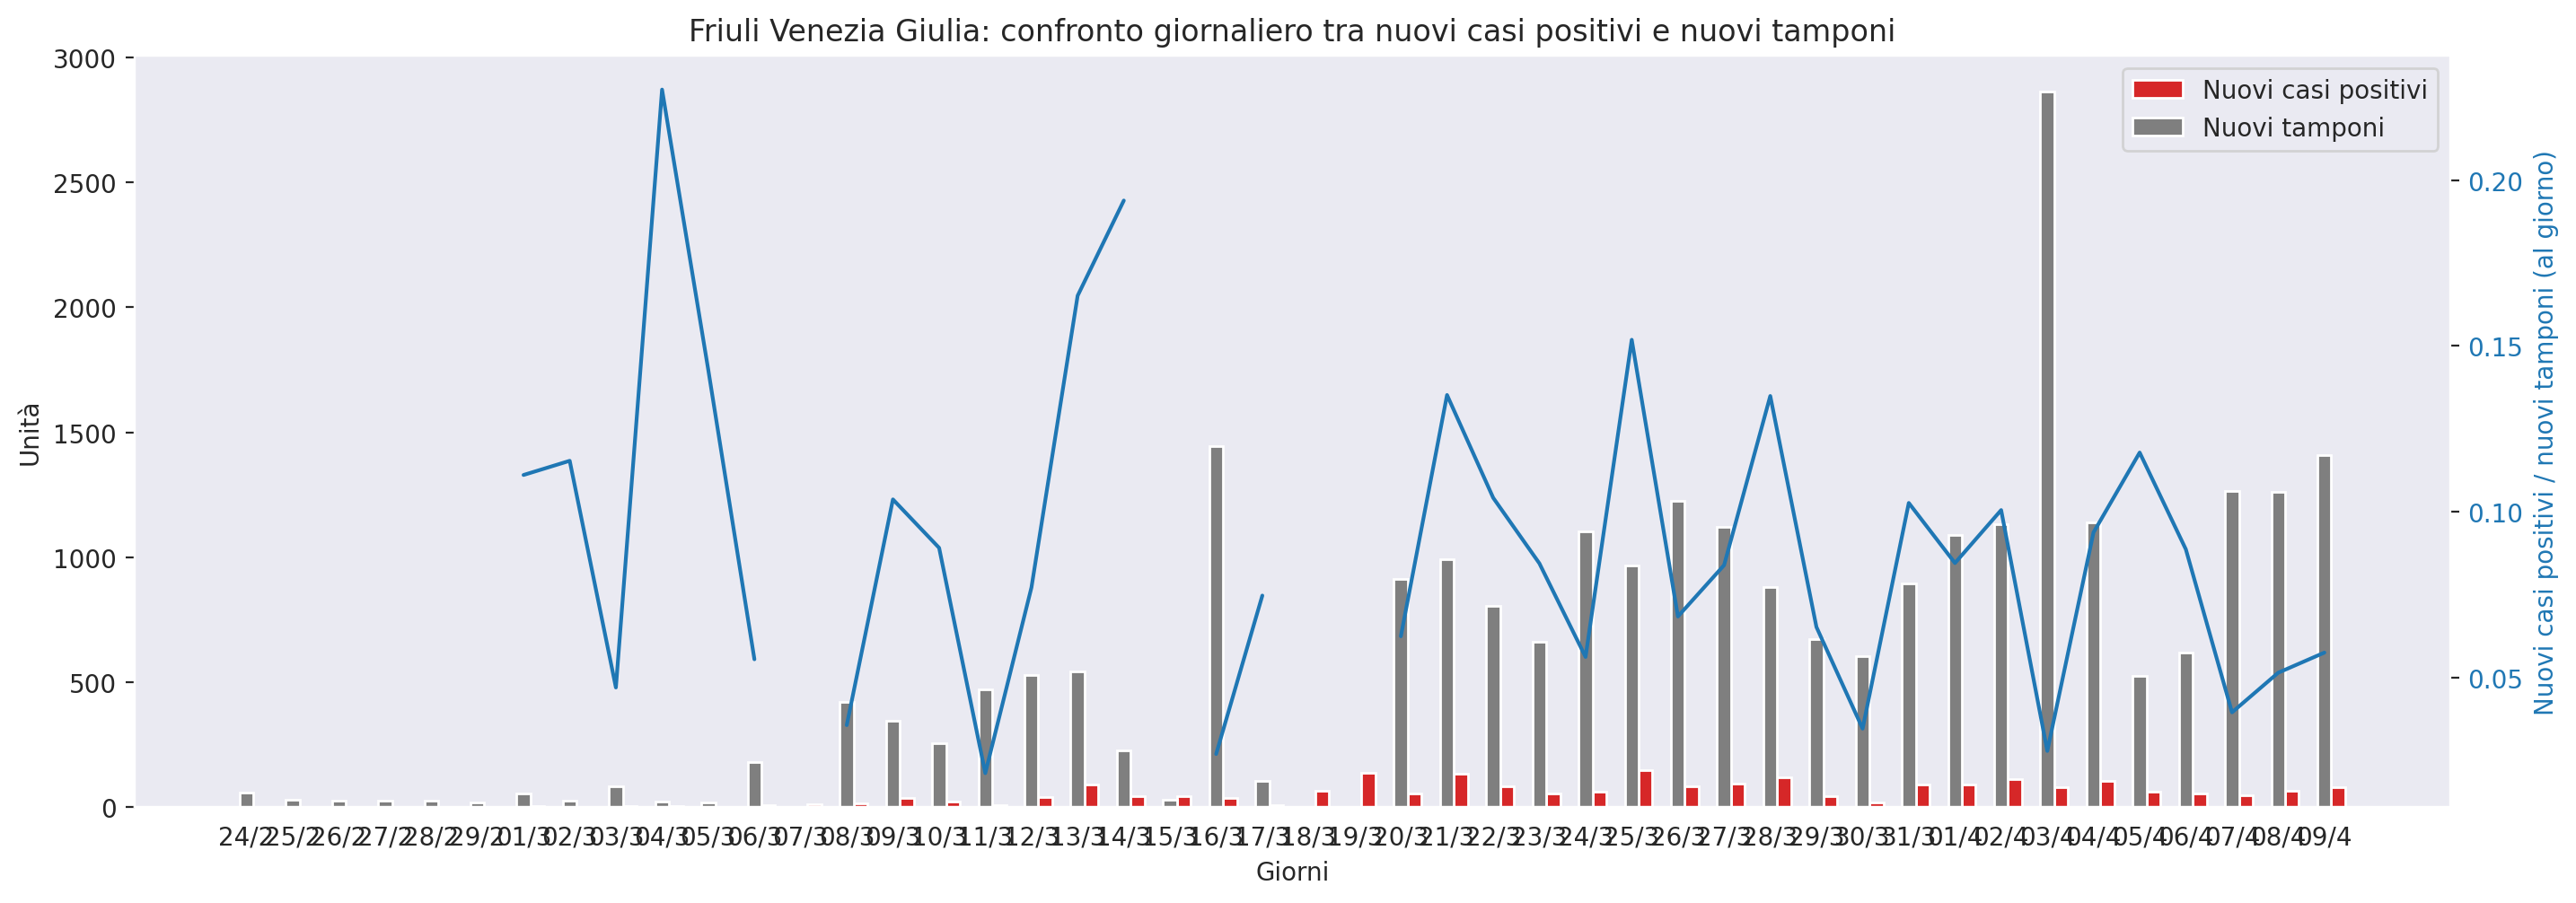 Friuli Venezia Giulia: confronto giornaliero tra nuovi casi positivi e nuovi tamponi
3000
2500
2000
1500
1000
500
0
Unità
Nuovi casi positivi
Nuovi tamponi
0.20
0.15
0.10
0.05
Nuovi casi positivi / nuovi tamponi (al giorno)
24/2 25/2 26/2 27/2 28/2 29/2 01/3 02/3 03/3 04/3 05/3 06/3 07/3 08/3 09/3 10/3 11/3 12/3 13/3 14/3 15/3 16/3 17/3 18/3 19/3 20/3 21/3 22/3 23/3 24/3 25/3 26/3 27/3 28/3 29/3 30/3 31/3 01/4 02/4 03/4 04/4 05/4 06/4 07/4 08/4 09/4
Giorni